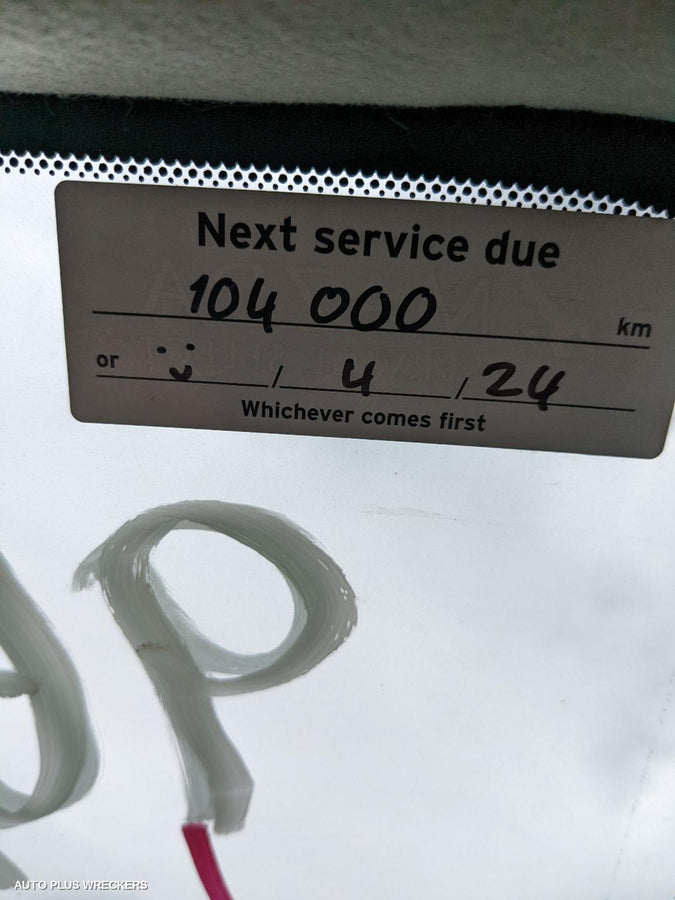 Next service due
104 000 km
or / 4 / 24
Whichever comes first
AUTO PLUS WRECKERS